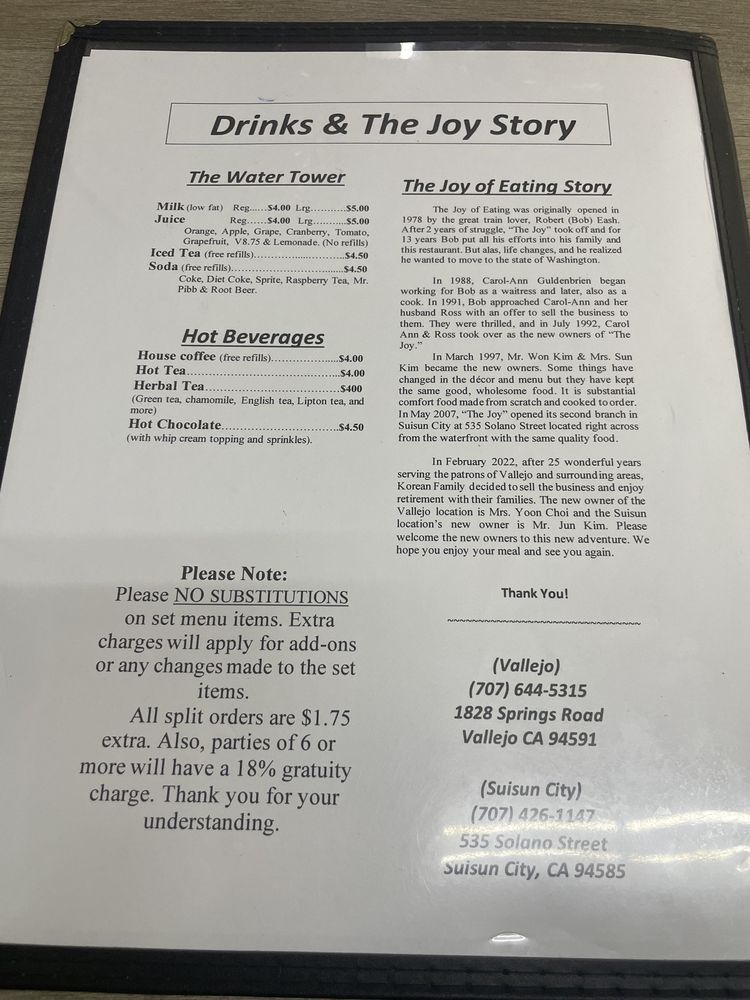 Drinks & The Joy Story
The Water Tower
Milk (low fat) Reg......$4.00 Lrg...........$5.00
Juice Reg......$4.00 Lrg...........$5.00
Orange, Apple, Grape, Cranberry, Tomato,
Grapefruit, V8.75 & Lemonade. (No refills)
Iced Tea (free refills)............................$4.50
Soda (free refills)............................$4.50
Coke, Diet Coke, Sprite, Raspberry Tea, Mr.
Pibb & Root Beer.
Hot Beverages
House coffee (free refills)..................$4.00
Hot Tea.........................................$4.00
Herbal Tea....................................$400
(Green tea, chamomile, English tea, Lipton tea, and
more)
Hot Chocolate..............................$4.50
(with whip cream topping and sprinkles).
Please Note:
Please NO SUBSTITUTIONS
on set menu items. Extra
charges will apply for add-ons
or any changes made to the set
items.
All split orders are $1.75
extra. Also, parties of 6 or
more will have a 18% gratuity
charge. Thank you for your
understanding.
The Joy of Eating Story
The Joy of Eating was originally opened in
1978 by the great train lover, Robert (Bob) Eash.
After 2 years of struggle, “The Joy” took off and for
13 years Bob put all his efforts into his family and
this restaurant. But alas, life changes, and he realized
he wanted to move to the state of Washington.
In 1988, Carol-Ann Guldenbrien began
working for Bob as a waitress and later, also as a
cook. In 1991, Bob approached Carol-Ann and her
husband Ross with an offer to sell the business to
them. They were thrilled, and in July 1992, Carol
Ann & Ross took over as the new owners of “The
Joy.”
In March 1997, Mr. Won Kim & Mrs. Sun
Kim became the new owners. Some things have
changed in the décor and menu but they have kept
the same good, wholesome food. It is substantial
comfort food made from scratch and cooked to order.
In May 2007, “The Joy” opened its second branch in
Suisun City at 535 Solano Street located right across
from the waterfront with the same quality food.
In February 2022, after 25 wonderful years
serving the patrons of Vallejo and surrounding areas,
Korean Family decided to sell the business and enjoy
retirement with their families. The new owner of the
Vallejo location is Mrs. Yoon Choi and the Suisun
location’s new owner is Mr. Jun Kim. Please
welcome the new owners to this new adventure. We
hope you enjoy your meal and see you again.
Thank You!
~~~~~~~~~~~~~~~~~~~~~~~~~~~~~~
(Vallejo)
(707) 644-5315
1828 Springs Road
Vallejo CA 94591
(Suisun City)
(707) 426-1147
535 Solano Street
Suisun City, CA 94585